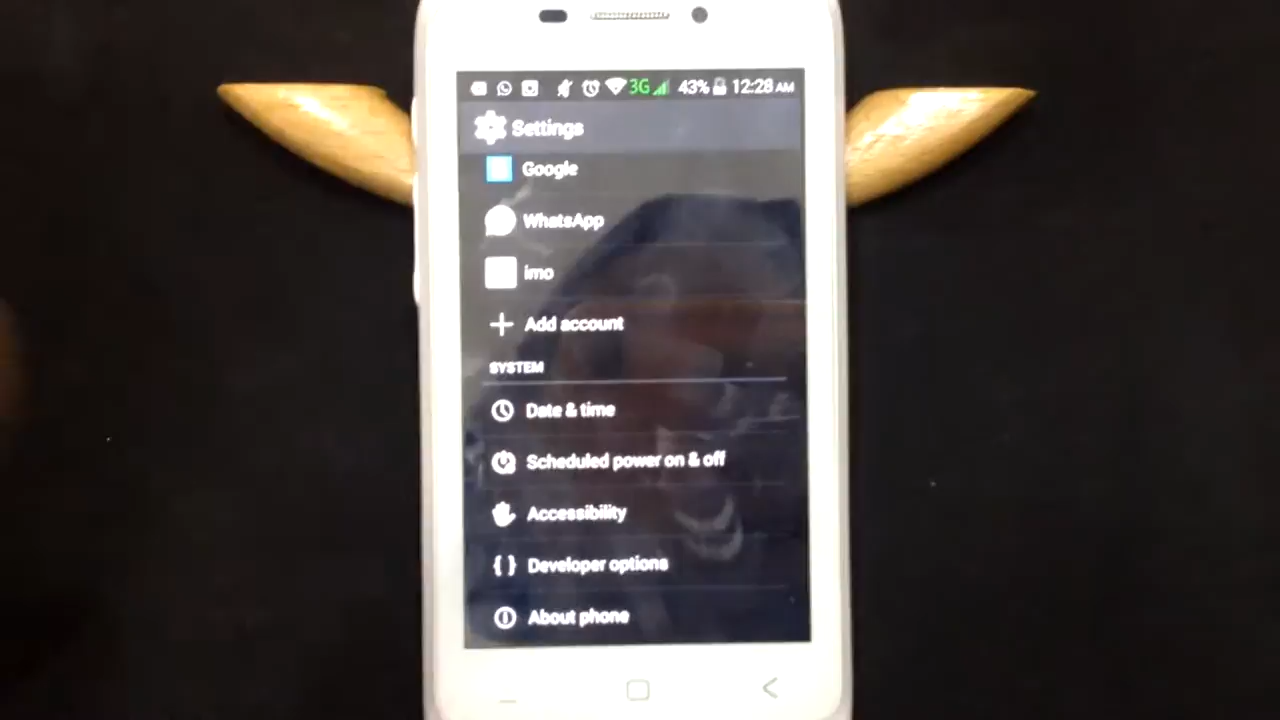 3G 43% 12:28 AM
Settings
Google
WhatsApp
imo
Add account
SYSTEM
Date & time
Scheduled power on & off
Accessibility
{ } Developer options
About phone